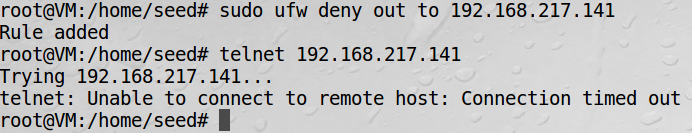 root@VM:/home/seed# sudo ufw deny out to 192.168.217.141
Rule added
root@VM:/home/seed# telnet 192.168.217.141
Trying 192.168.217.141...
telnet: Unable to connect to remote host: Connection timed out
root@VM:/home/seed#